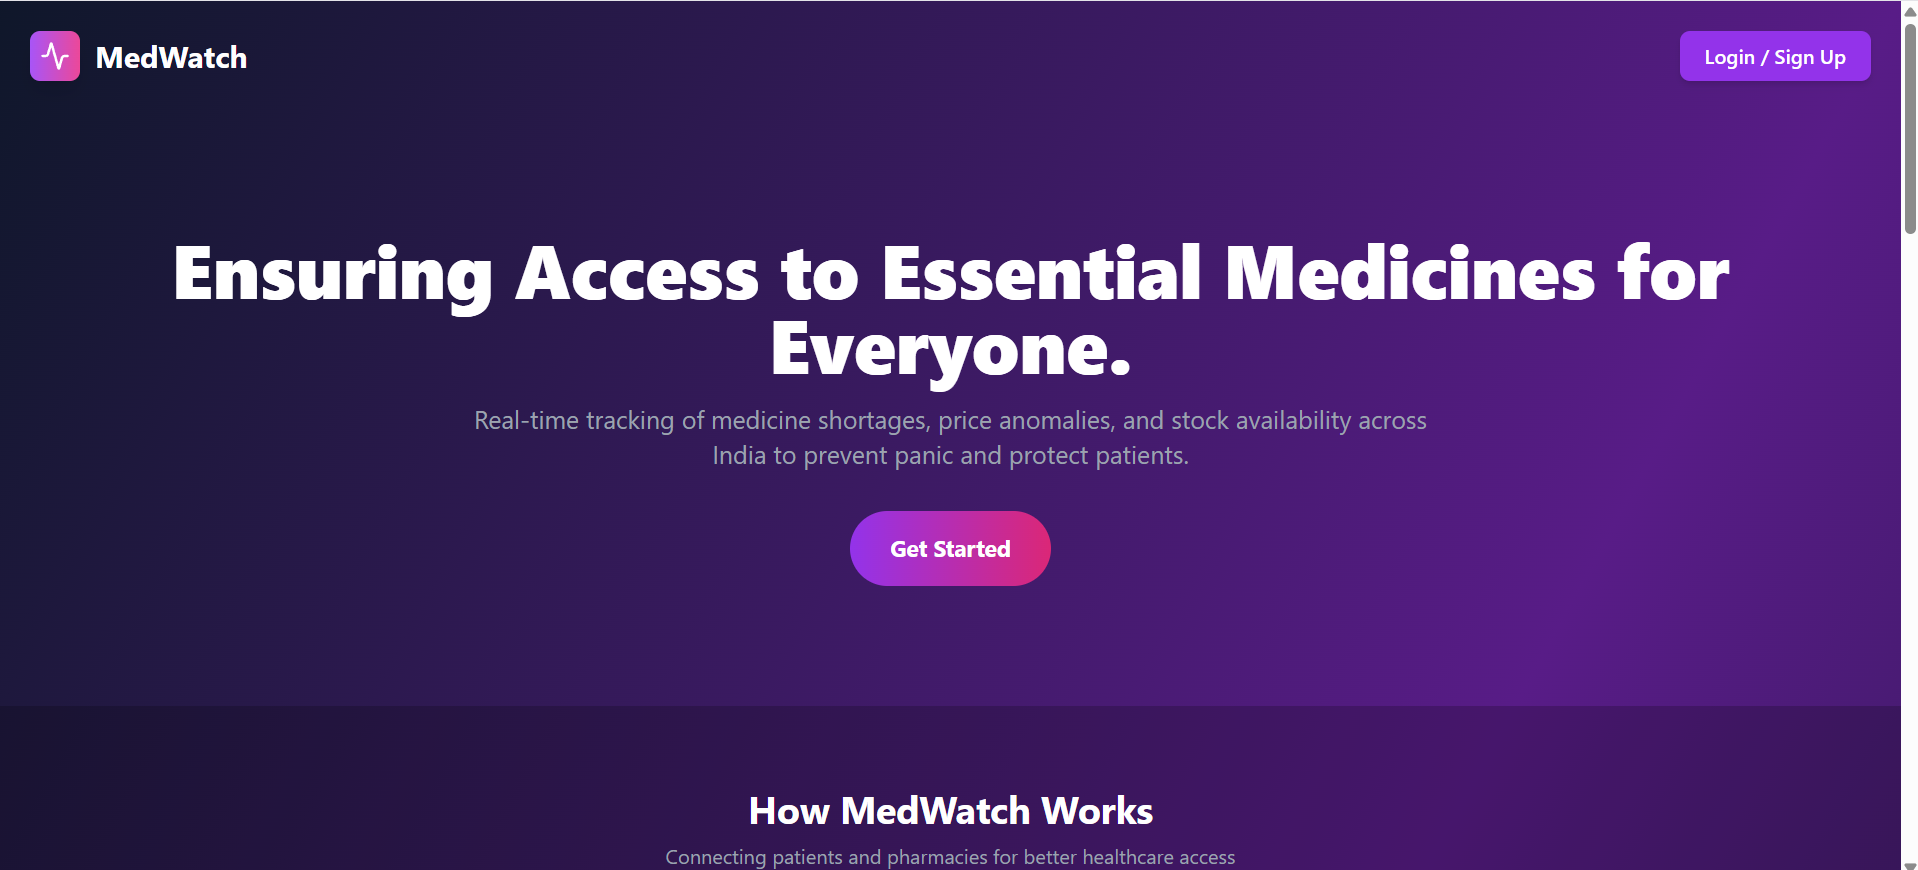 MedWatch
Login / Sign Up
Ensuring Access to Essential Medicines for
Everyone.
Real-time tracking of medicine shortages, price anomalies, and stock availability across
India to prevent panic and protect patients.
Get Started
How MedWatch Works
Connecting patients and pharmacies for better healthcare access